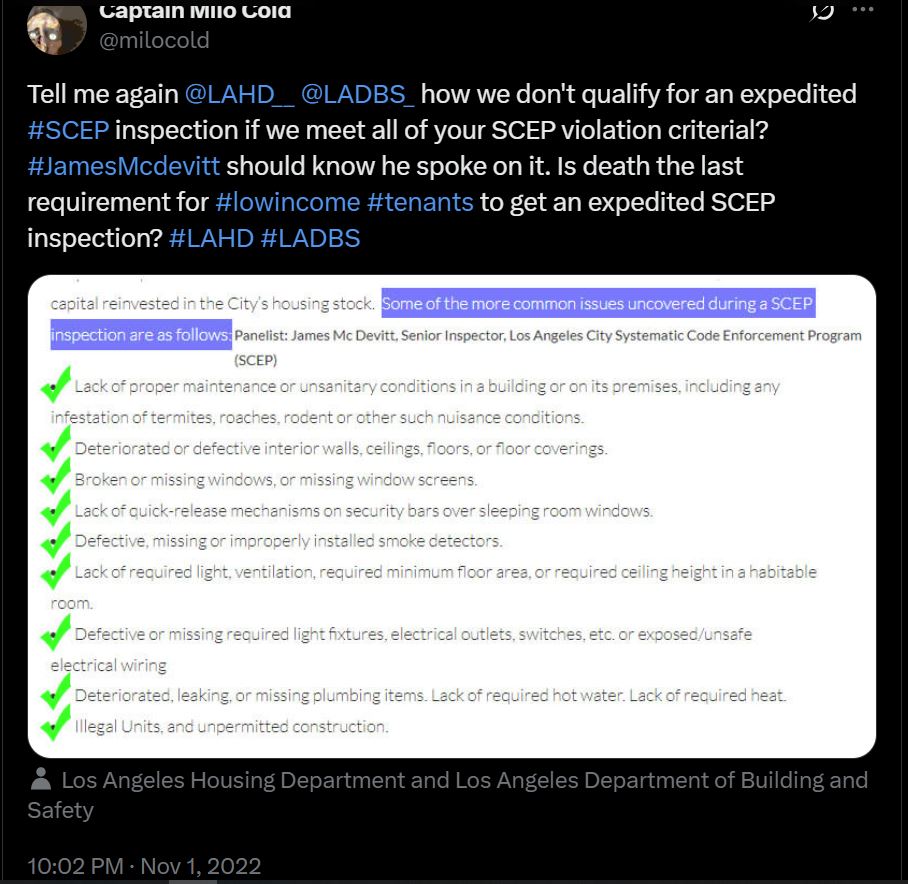 Captain Milo Cold
@milocold
Tell me again @LAHD__ @LADBS_ how we don't qualify for an expedited
#SCEP inspection if we meet all of your SCEP violation criterial?
#JamesMcdevitt should know he spoke on it. Is death the last
requirement for #lowincome #tenants to get an expedited SCEP
inspection? #LAHD #LADBS
capital reinvested in the City's housing stock. Some of the more common issues uncovered during a SCEP
inspection are as follows: Panelist: James Mc Devitt, Senior Inspector, Los Angeles City Systematic Code Enforcement Program
(SCEP)
• Lack of proper maintenance or unsanitary conditions in a building or on its premises, including any
infestation of termites, roaches, rodent or other such nuisance conditions.
• Deteriorated or defective interior walls, ceilings, floors, or floor coverings.
• Broken or missing windows, or missing window screens.
• Lack of quick-release mechanisms on security bars over sleeping room windows.
• Defective, missing or improperly installed smoke detectors.
• Lack of required light, ventilation, required minimum floor area, or required ceiling height in a habitable
room.
• Defective or missing required light fixtures, electrical outlets, switches, etc. or exposed/unsafe
electrical wiring
• Deteriorated, leaking, or missing plumbing items. Lack of required hot water. Lack of required heat.
• Illegal Units, and unpermitted construction.
Los Angeles Housing Department and Los Angeles Department of Building and
Safety
10:02 PM · Nov 1, 2022